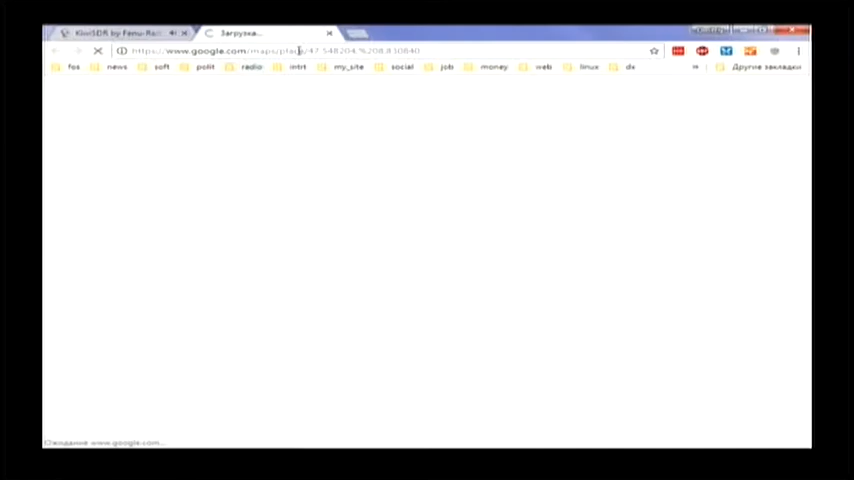 KiwiSDR by Fenu-Ra Загрузка...
https://www.google.com/maps/place/47.548204,%208.830840
fox news soft polit radio intrt my_site social job money web linux dx » Другие закладки
Ожидание www.google.com...